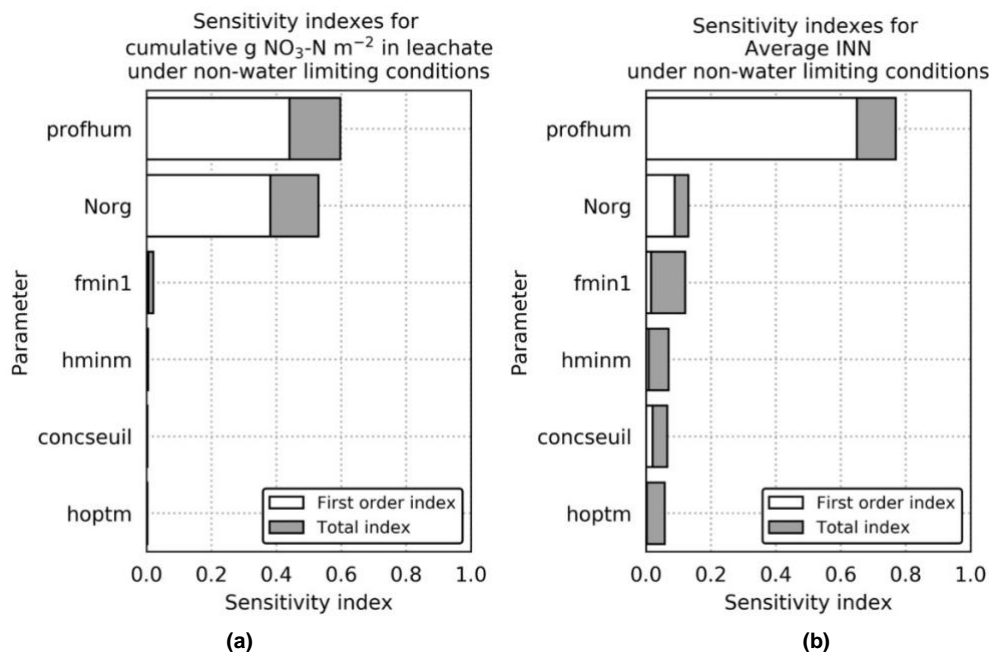 Sensitivity indexes for
cumulative g NO₃-N m⁻² in leachate
under non-water limiting conditions
Parameter
profhum
Norg
fmin1
hminm
concseuil
hoptm
First order index
Total index
0.0 0.2 0.4 0.6 0.8 1.0
Sensitivity index
(a)
Sensitivity indexes for
Average INN
under non-water limiting conditions
Parameter
profhum
Norg
fmin1
hminm
concseuil
hoptm
First order index
Total index
0.0 0.2 0.4 0.6 0.8 1.0
Sensitivity index
(b)